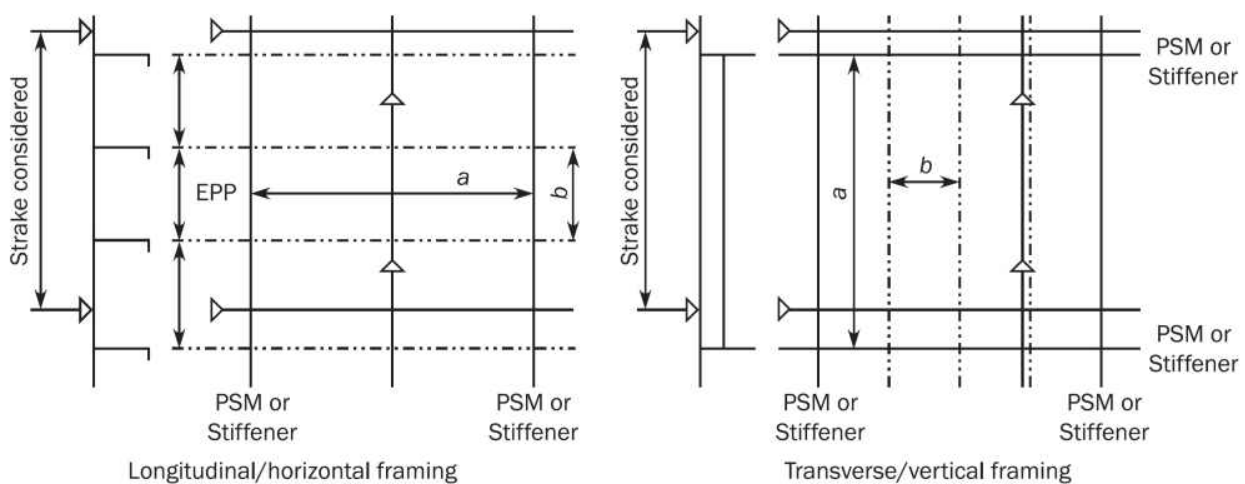 Strake considered
EPP
a
b
PSM or
Stiffener
PSM or
Stiffener
Longitudinal/horizontal framing
Strake considered
a
b
PSM or
Stiffener
PSM or
Stiffener
PSM or
Stiffener
PSM or
Stiffener
Transverse/vertical framing